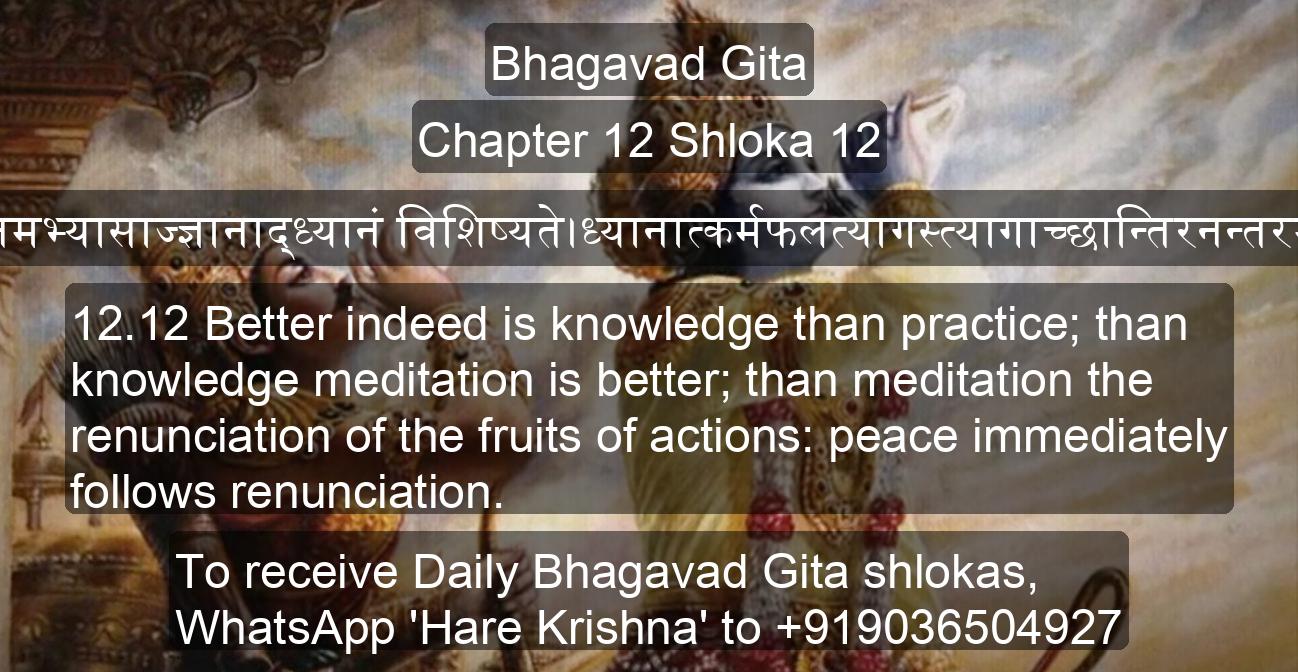 Bhagavad Gita
Chapter 12 Shloka 12
विशिष्यते।ध्यानात्कर्मफलत्यागस्त्यागाच्छान्तिरनन्तर
12.12 Better indeed is knowledge than practice; than
knowledge meditation is better; than meditation the
renunciation of the fruits of actions: peace immediately
follows renunciation.
To receive Daily Bhagavad Gita shlokas,
WhatsApp 'Hare Krishna' to +919036504927